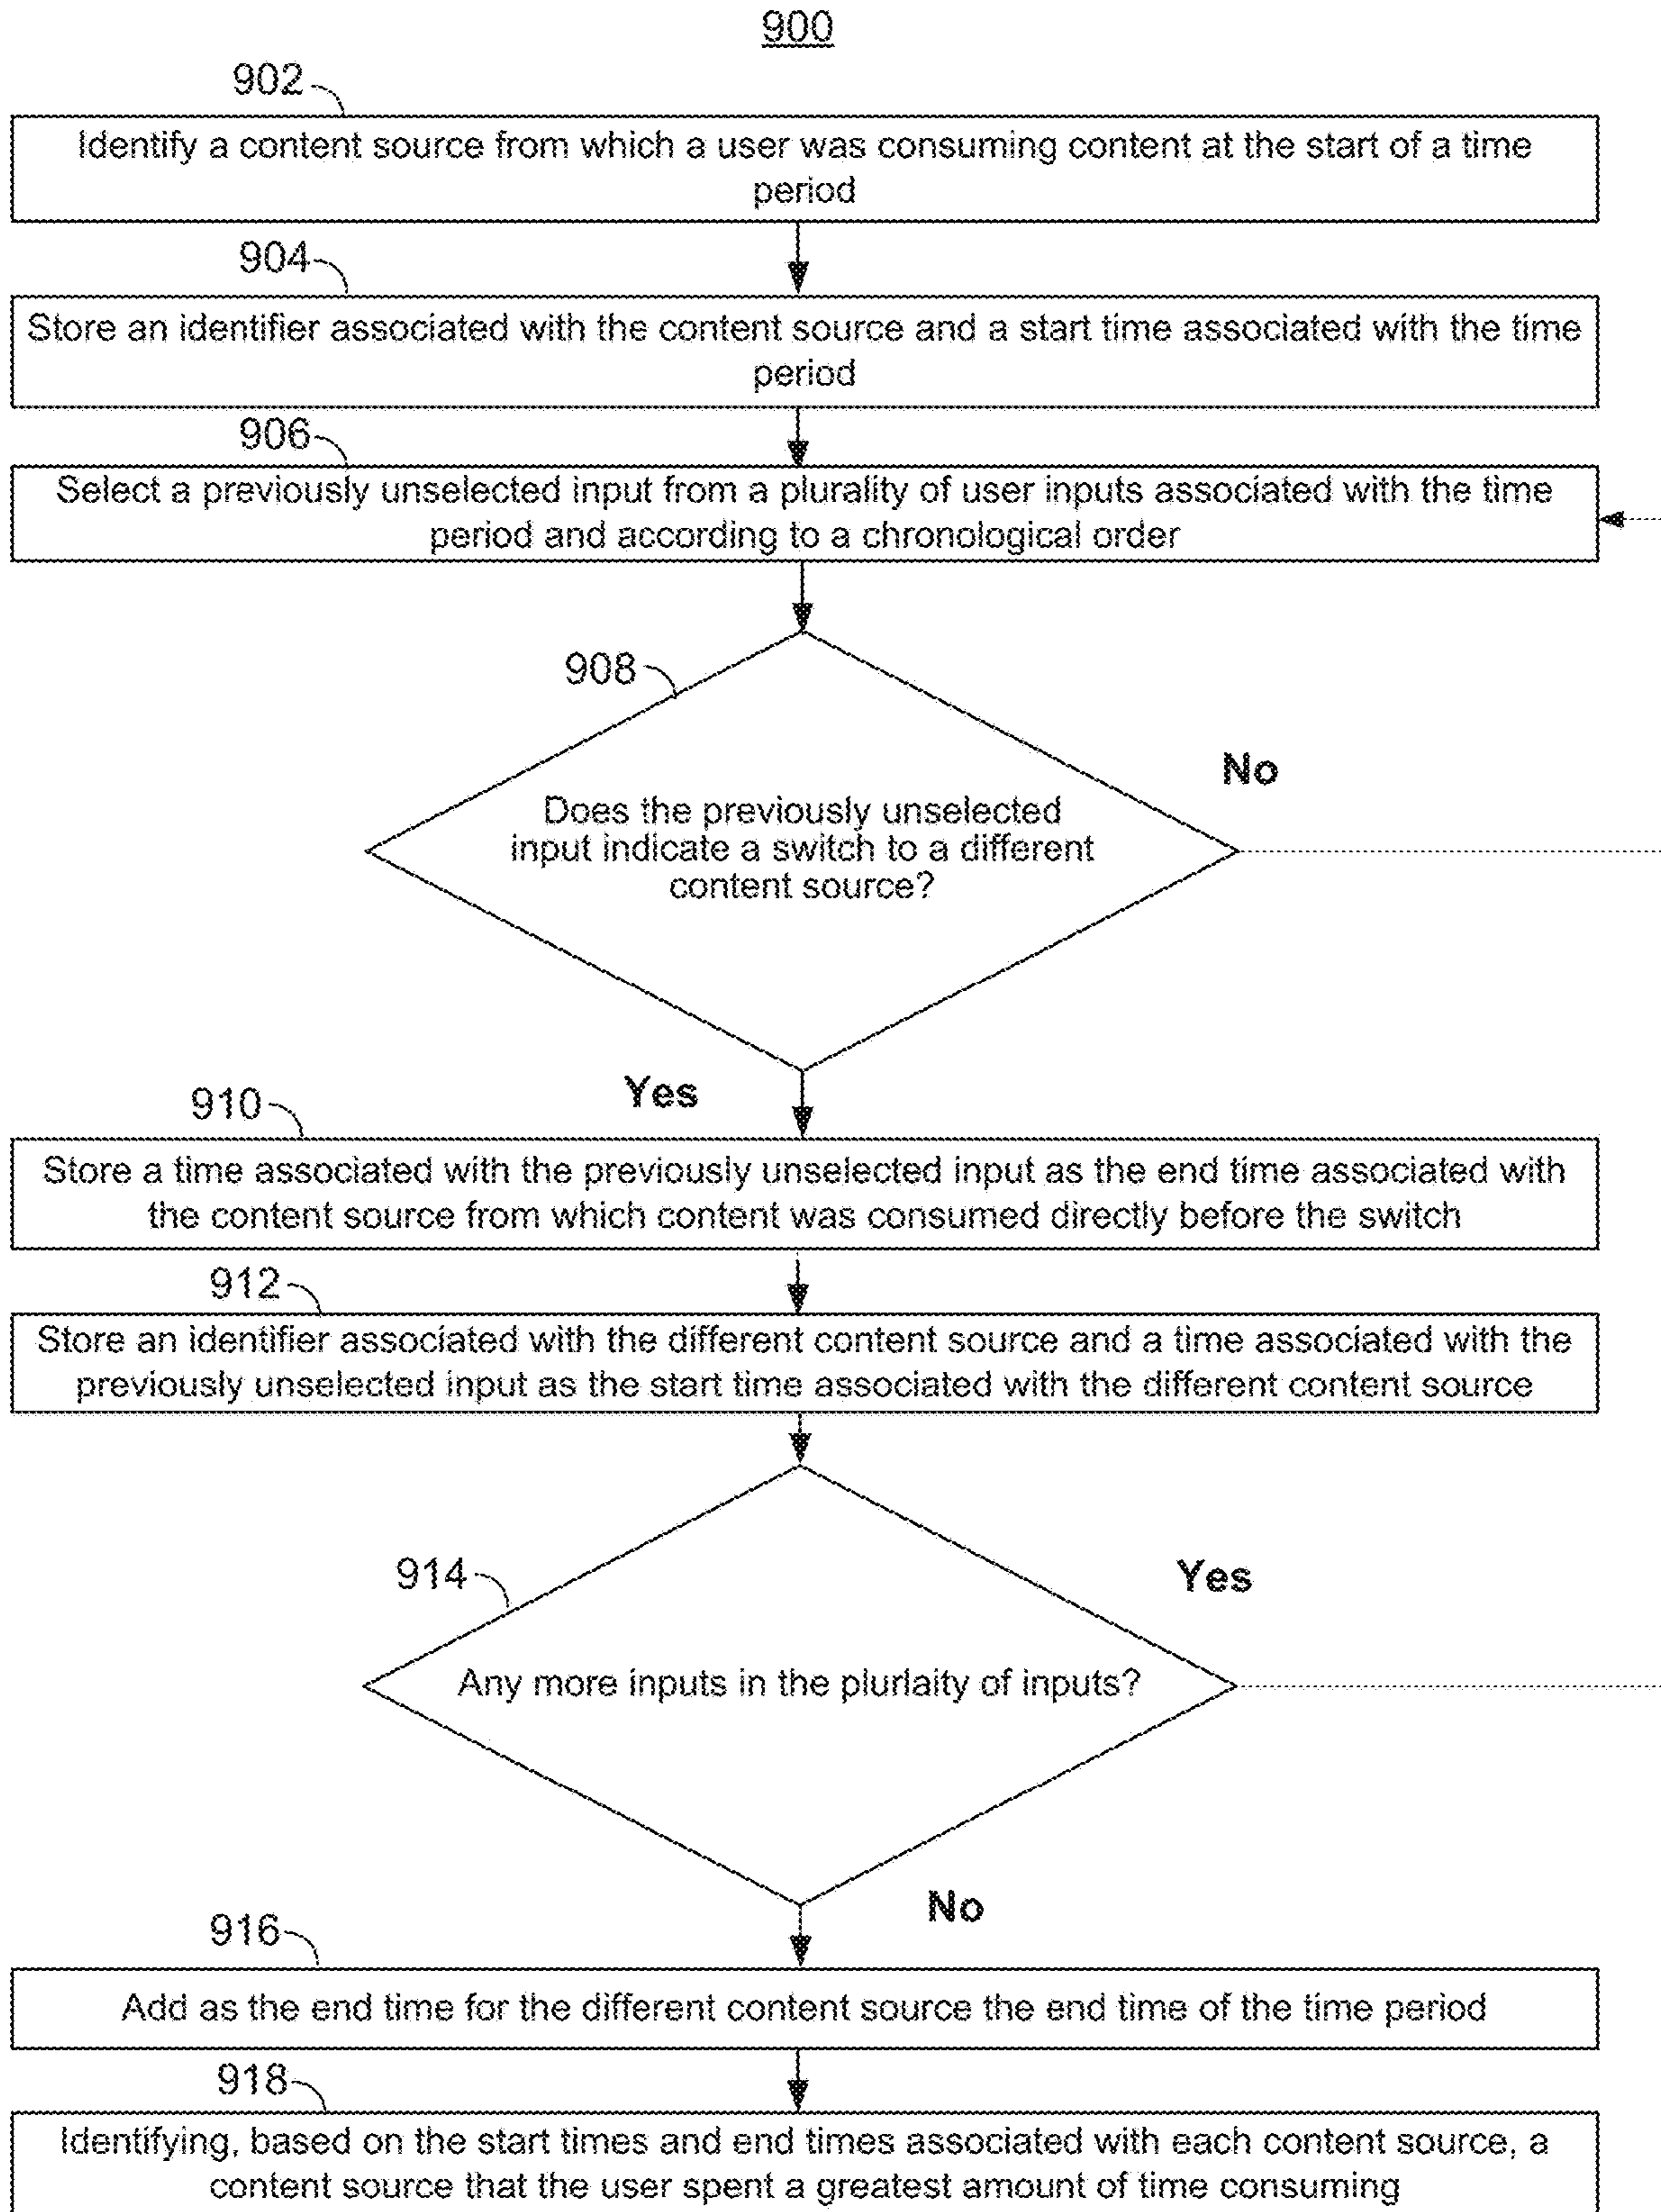 900
902
Identify a content source from which a user was consuming content at the start of a time
period
904
Store an identifier associated with the content source and a start time associated with the time
period
906
Select a previously unselected input from a plurality of user inputs associated with the time
period and according to a chronological order
908
No
Does the previously unselected
input indicate a switch to a different
content source?
Yes
910
Store a time associated with the previously unselected input as the end time associated with
the content source from which content was consumed directly before the switch
912
Store an identifier associated with the different content source and a time associated with the
previously unselected input as the start time associated with the different content source
914
Yes
Any more inputs in the plurlaity of inputs?
No
916
Add as the end time for the different content source the end time of the time period
918
Identifying, based on the start times and end times associated with each content source, a
content source that the user spent a greatest amount of time consuming